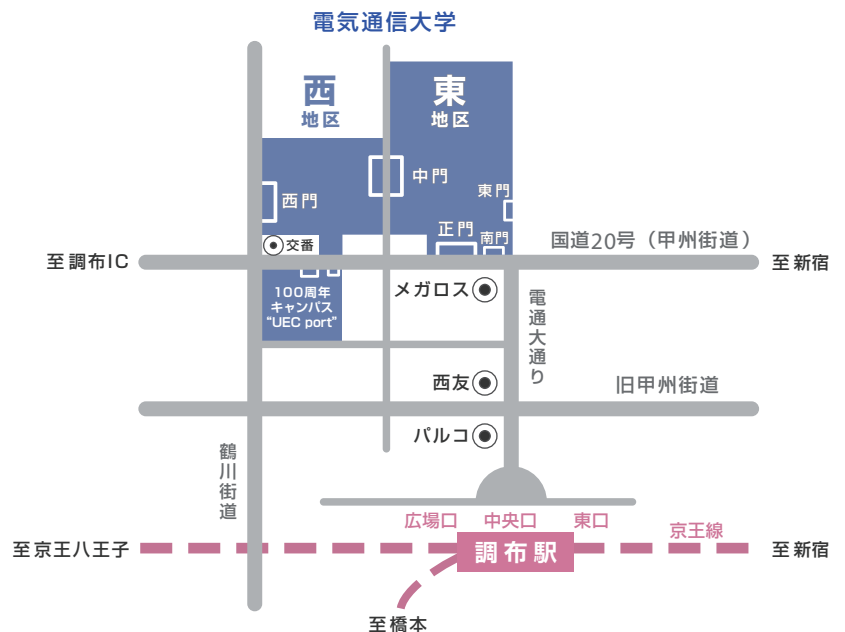 電気通信大学
西
地区
東
地区
中門
西門
東門
正門
南門
交番
国道20号（甲州街道）
至調布IC
至新宿
100周年
キャンパス
“UEC port”
メガロス
電通大通り
西友
旧甲州街道
パルコ
鶴川街道
広場口
中央口
東口
京王線
至京王八王子
調布駅
至新宿
至橋本